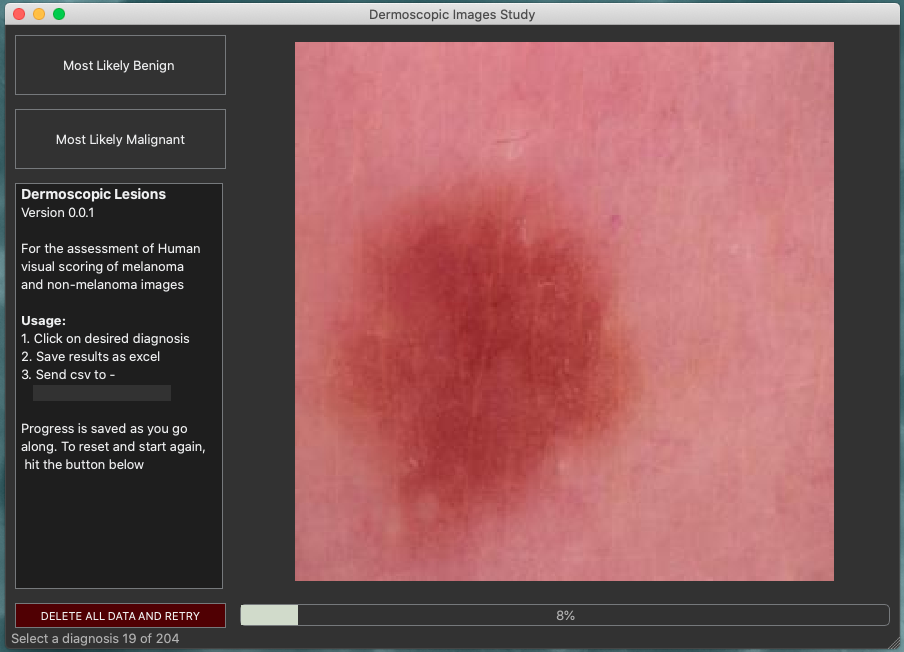 Dermoscopic Images Study
Most Likely Benign
Most Likely Malignant
Dermoscopic Lesions
Version 0.0.1
For the assessment of Human
visual scoring of melanoma
and non-melanoma images
Usage:
1. Click on desired diagnosis
2. Save results as excel
3. Send csv to -
Progress is saved as you go
along. To reset and start again,
hit the button below
DELETE ALL DATA AND RETRY
8%
Select a diagnosis 19 of 204